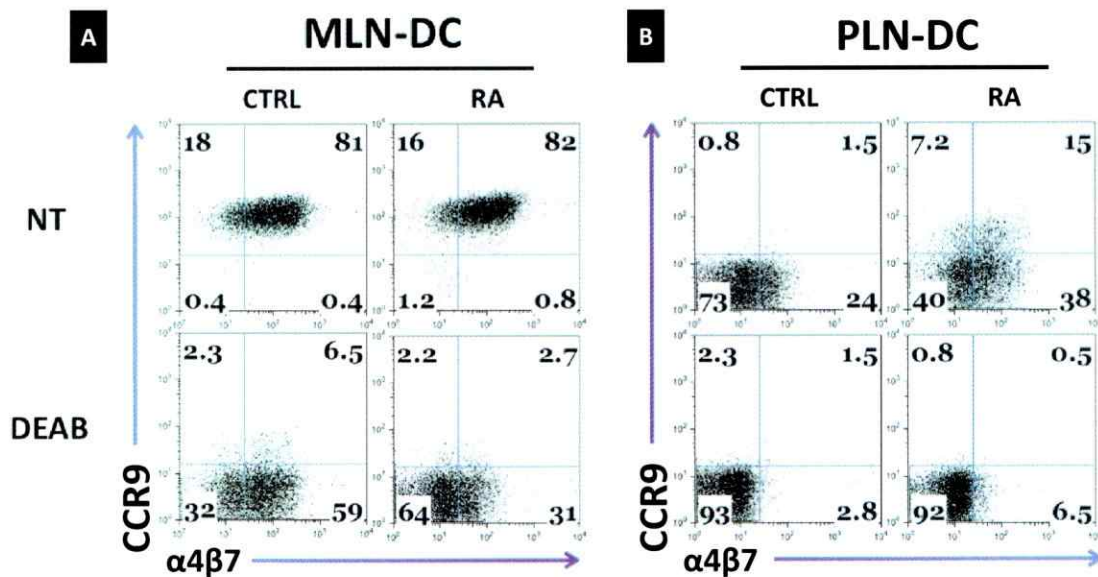 A MLN-DC
CTRL RA
NT
18 81
0.4 0.4
16 82
1.2 0.8
DEAB
2.3 6.5
32 59
2.2 2.7
64 31
CCR9
α4β7
B PLN-DC
CTRL RA
0.8 1.5
73 24
7.2 15
40 38
2.3 1.5
93 2.8
0.8 0.5
92 6.5
CCR9
α4β7